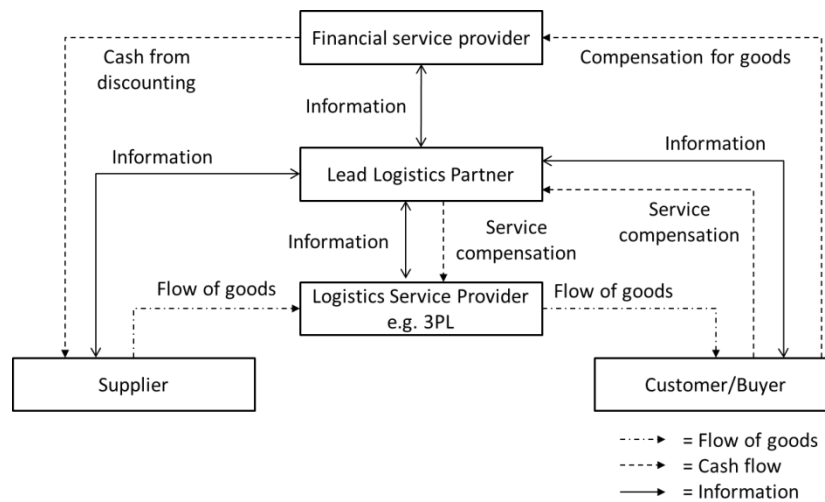 Financial service provider
Cash from
discounting
Compensation for goods
Information
Information
Information
Lead Logistics Partner
Information
Service
compensation
Service
compensation
Flow of goods
Logistics Service Provider
e.g. 3PL
Flow of goods
Supplier
Customer/Buyer
= Flow of goods
= Cash flow
= Information